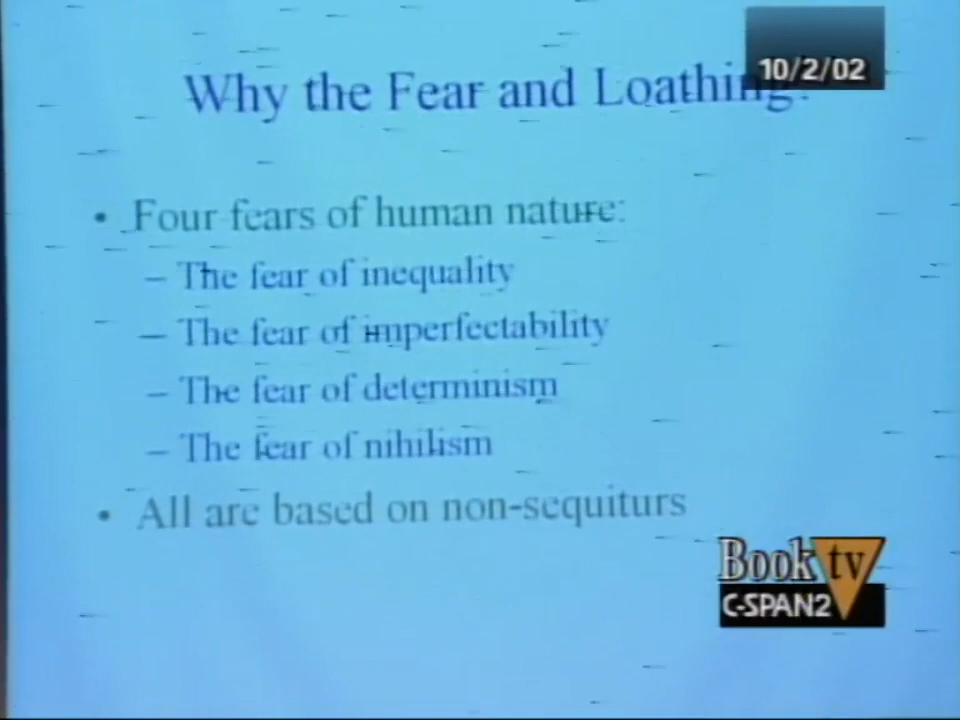 10/2/02
Why the Fear and Loathing?
• Four fears of human nature:
– The fear of inequality
– The fear of imperfectability
– The fear of determinism
– The fear of nihilism
• All are based on non-sequiturs
Book tv
C-SPAN2